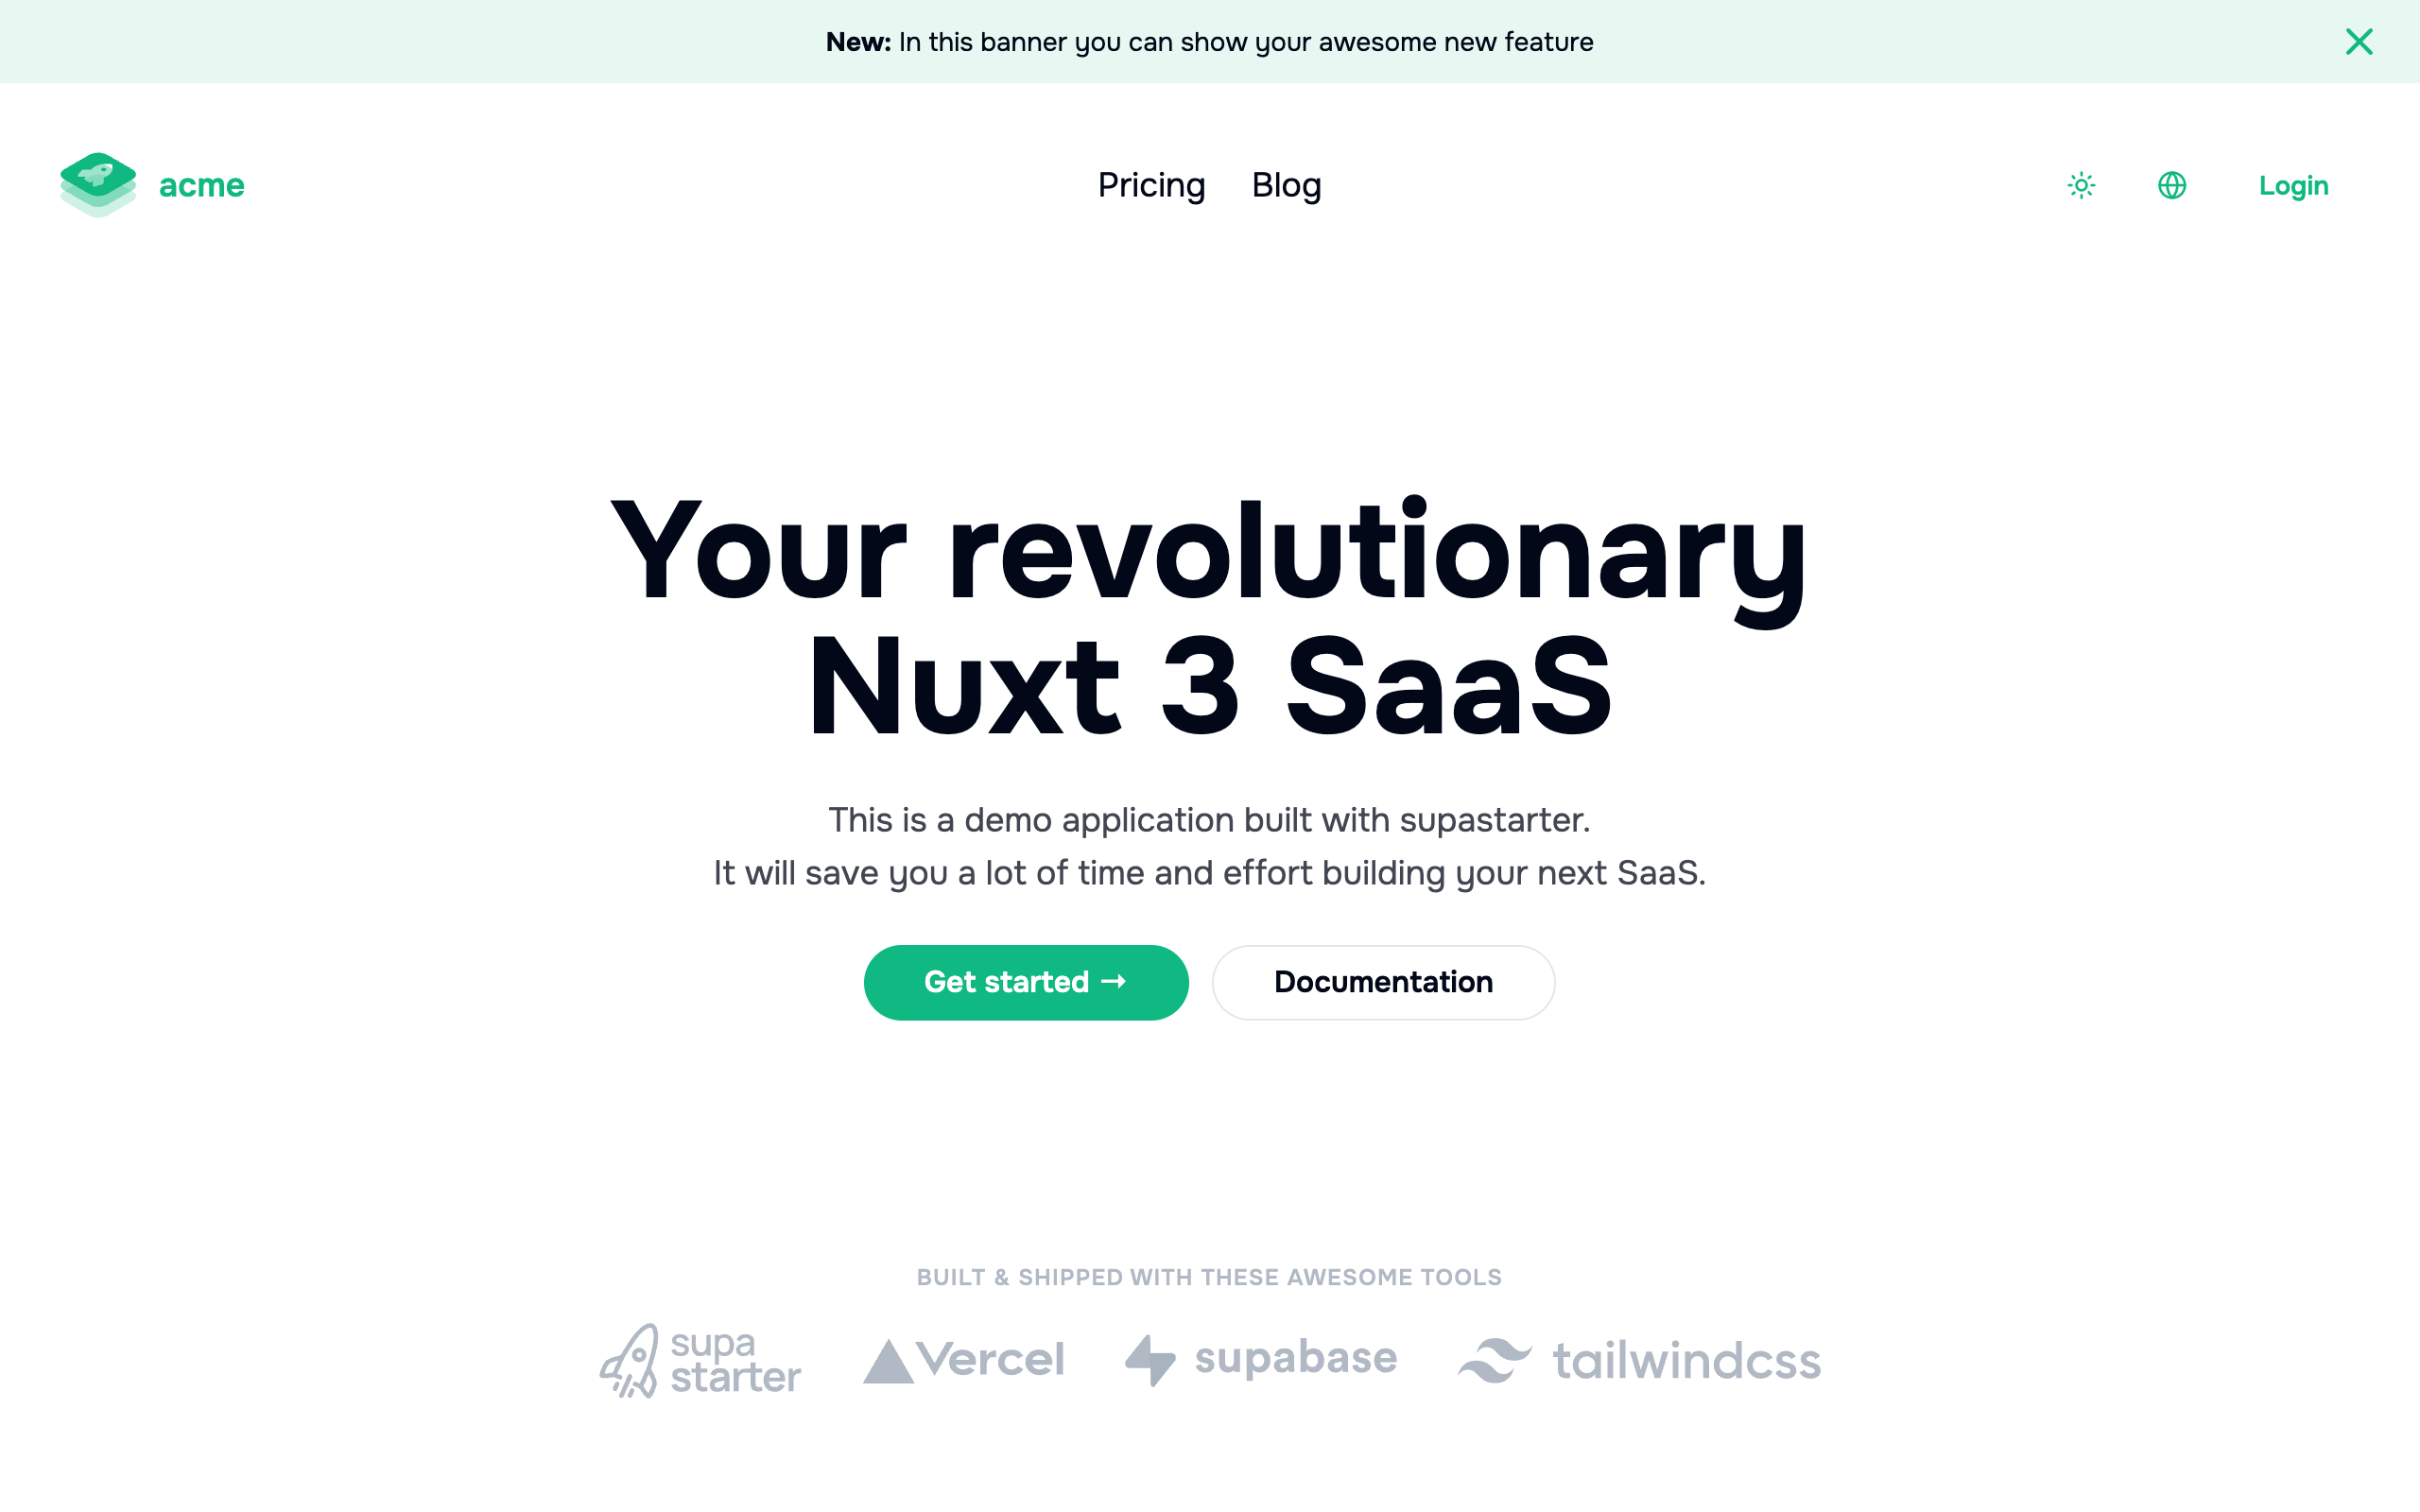 New: In this banner you can show your awesome new feature
acme
Pricing Blog
Login
Your revolutionary
Nuxt 3 SaaS
This is a demo application built with supastarter.
It will save you a lot of time and effort building your next SaaS.
Get started →
Documentation
BUILT & SHIPPED WITH THESE AWESOME TOOLS
supa
starter
Vercel
supabase
tailwindcss